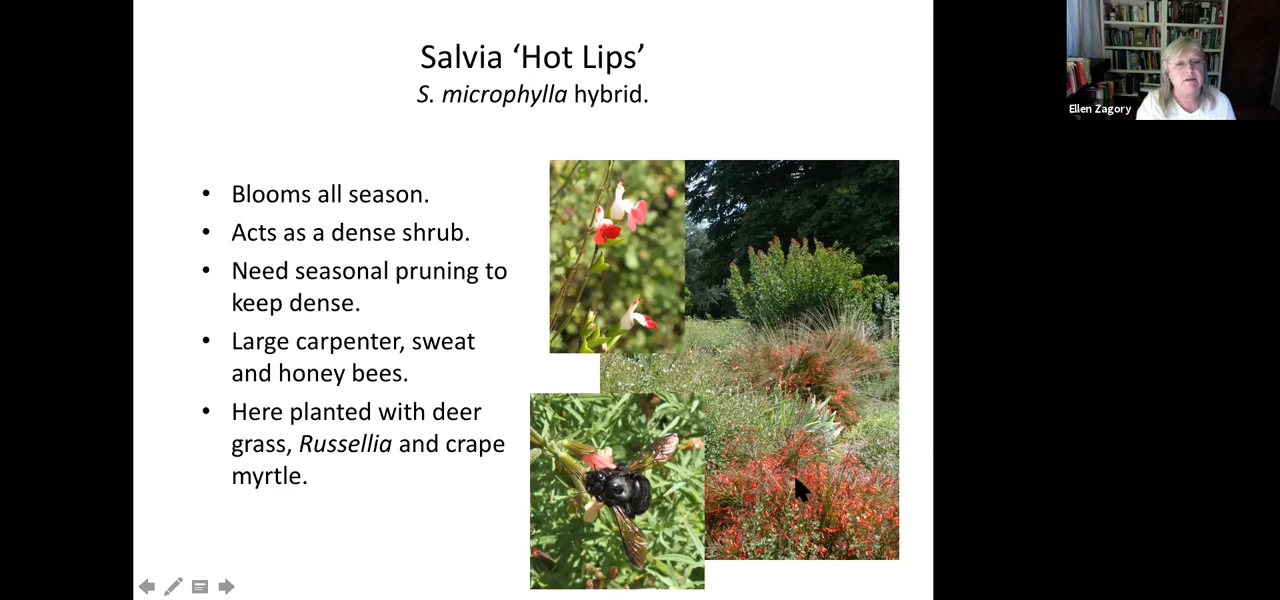 Salvia ‘Hot Lips’
S. microphylla hybrid.
• Blooms all season.
• Acts as a dense shrub.
• Need seasonal pruning to
keep dense.
• Large carpenter, sweat
and honey bees.
• Here planted with deer
grass, Russellia and crape
myrtle.
Ellen Zagory